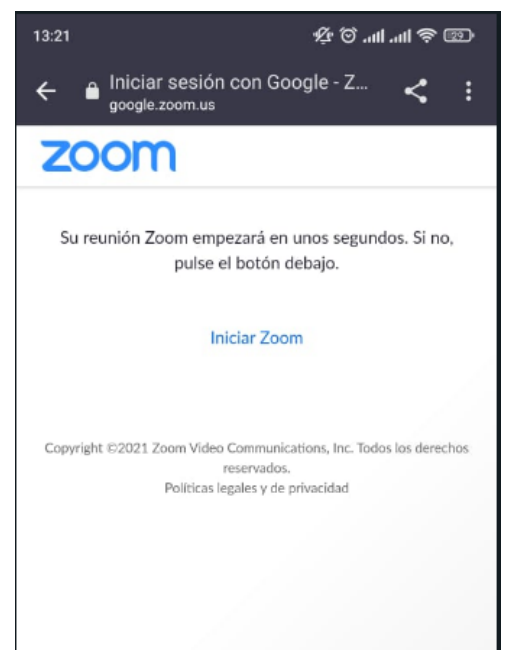 13:21 29
Iniciar sesión con Google - Z...
google.zoom.us
zoom
Su reunión Zoom empezará en unos segundos. Si no,
pulse el botón debajo.
Iniciar Zoom
Copyright ©2021 Zoom Video Communications, Inc. Todos los derechos
reservados.
Políticas legales y de privacidad